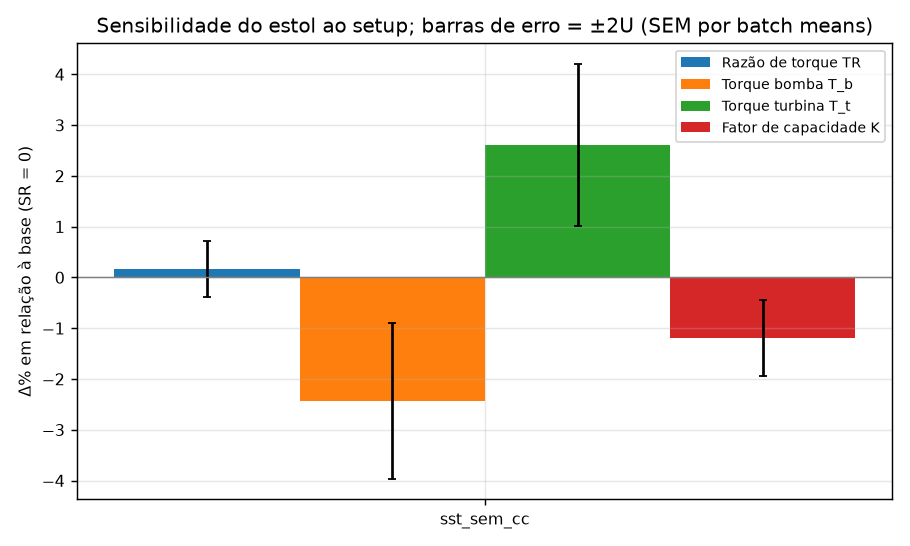 Sensibilidade do estol ao setup; barras de erro = ±2U (SEM por batch means)
Δ% em relação à base (SR = 0)
4
3
2
1
0
−1
−2
−3
−4
Razão de torque TR
Torque bomba T_b
Torque turbina T_t
Fator de capacidade K
sst_sem_cc